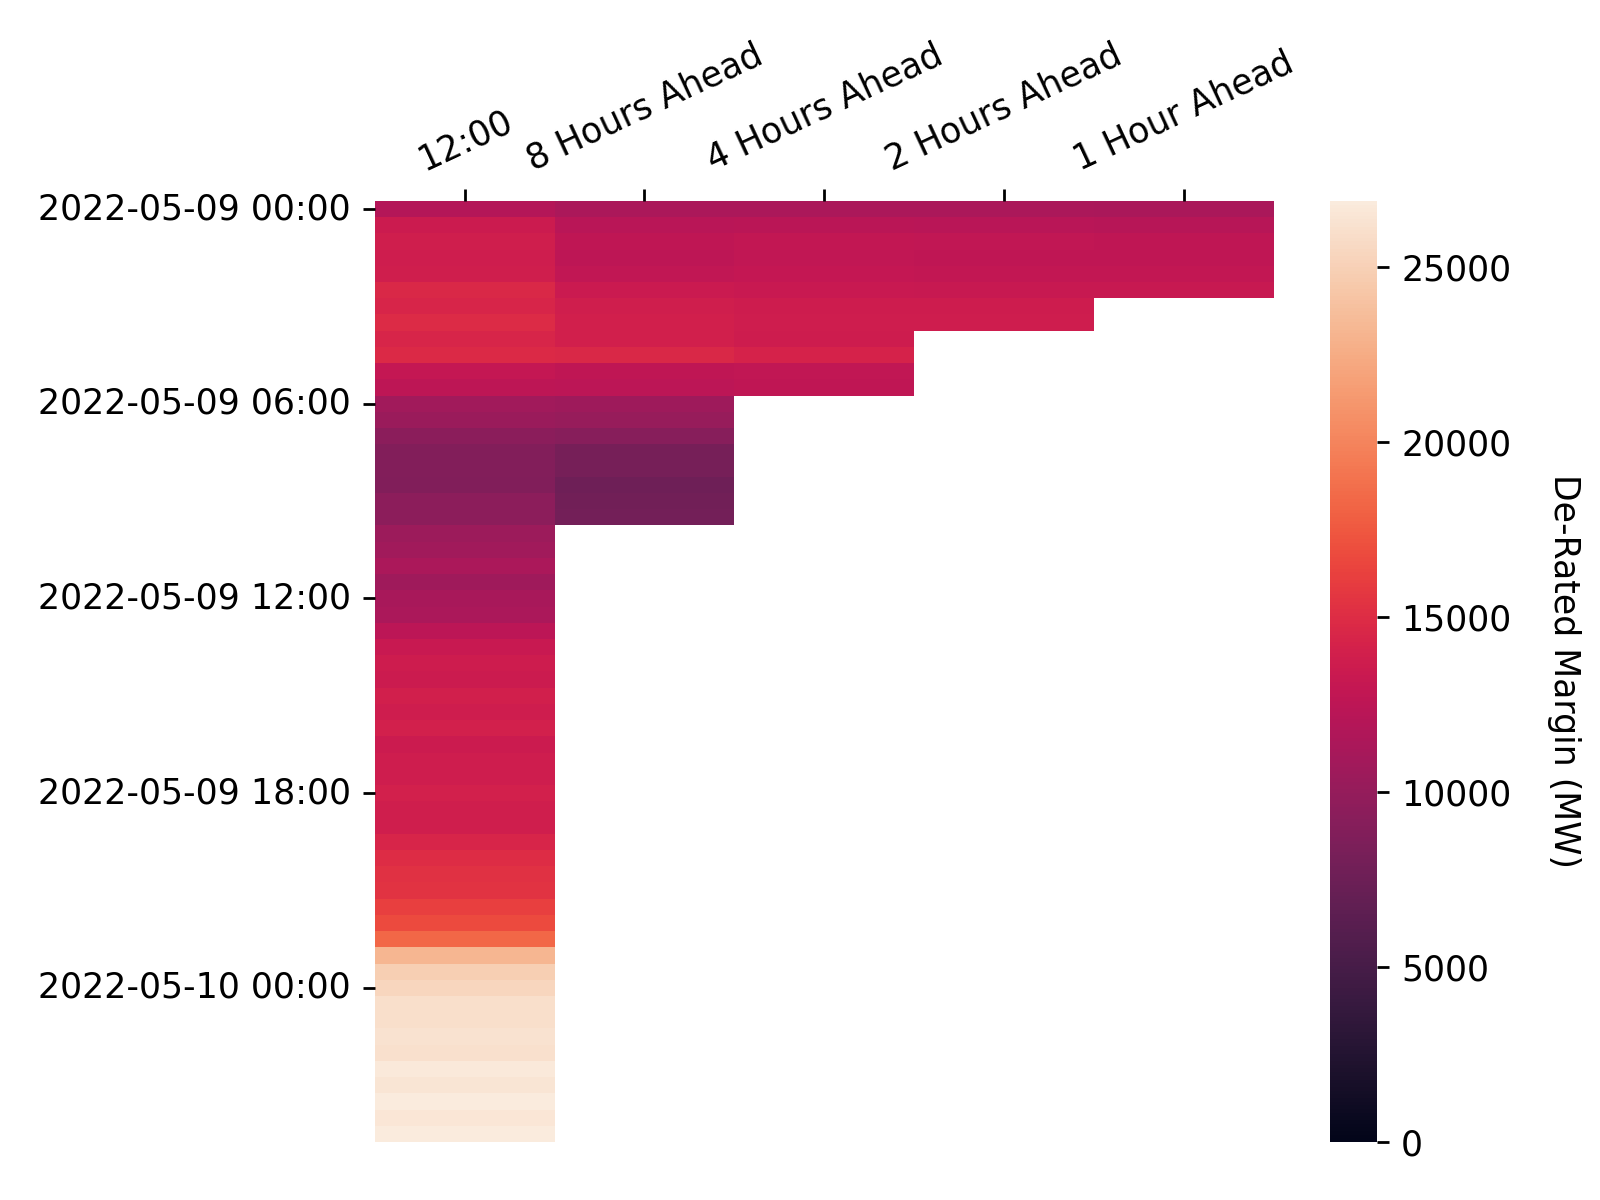 12:00
8 Hours Ahead
4 Hours Ahead
2 Hours Ahead
1 Hour Ahead
2022-05-09 00:00
2022-05-09 06:00
2022-05-09 12:00
2022-05-09 18:00
2022-05-10 00:00
25000
20000
15000
10000
5000
0
De-Rated Margin (MW)